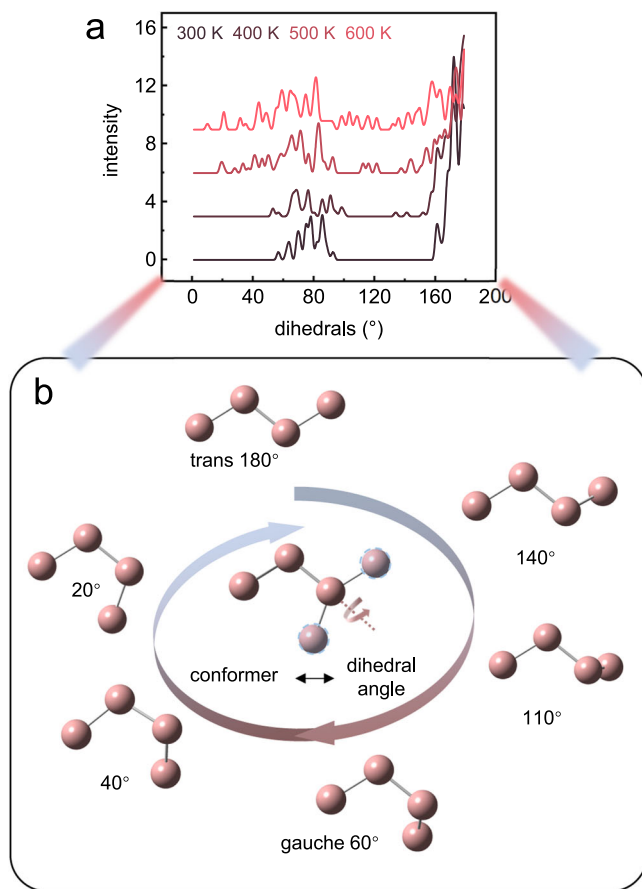 a
300 K 400 K 500 K 600 K
16
12
8
4
0
intensity
0 40 80 120 160 200
dihedrals (°)
b
trans 180°
140°
20°
110°
conformer
dihedral
angle
40°
gauche 60°